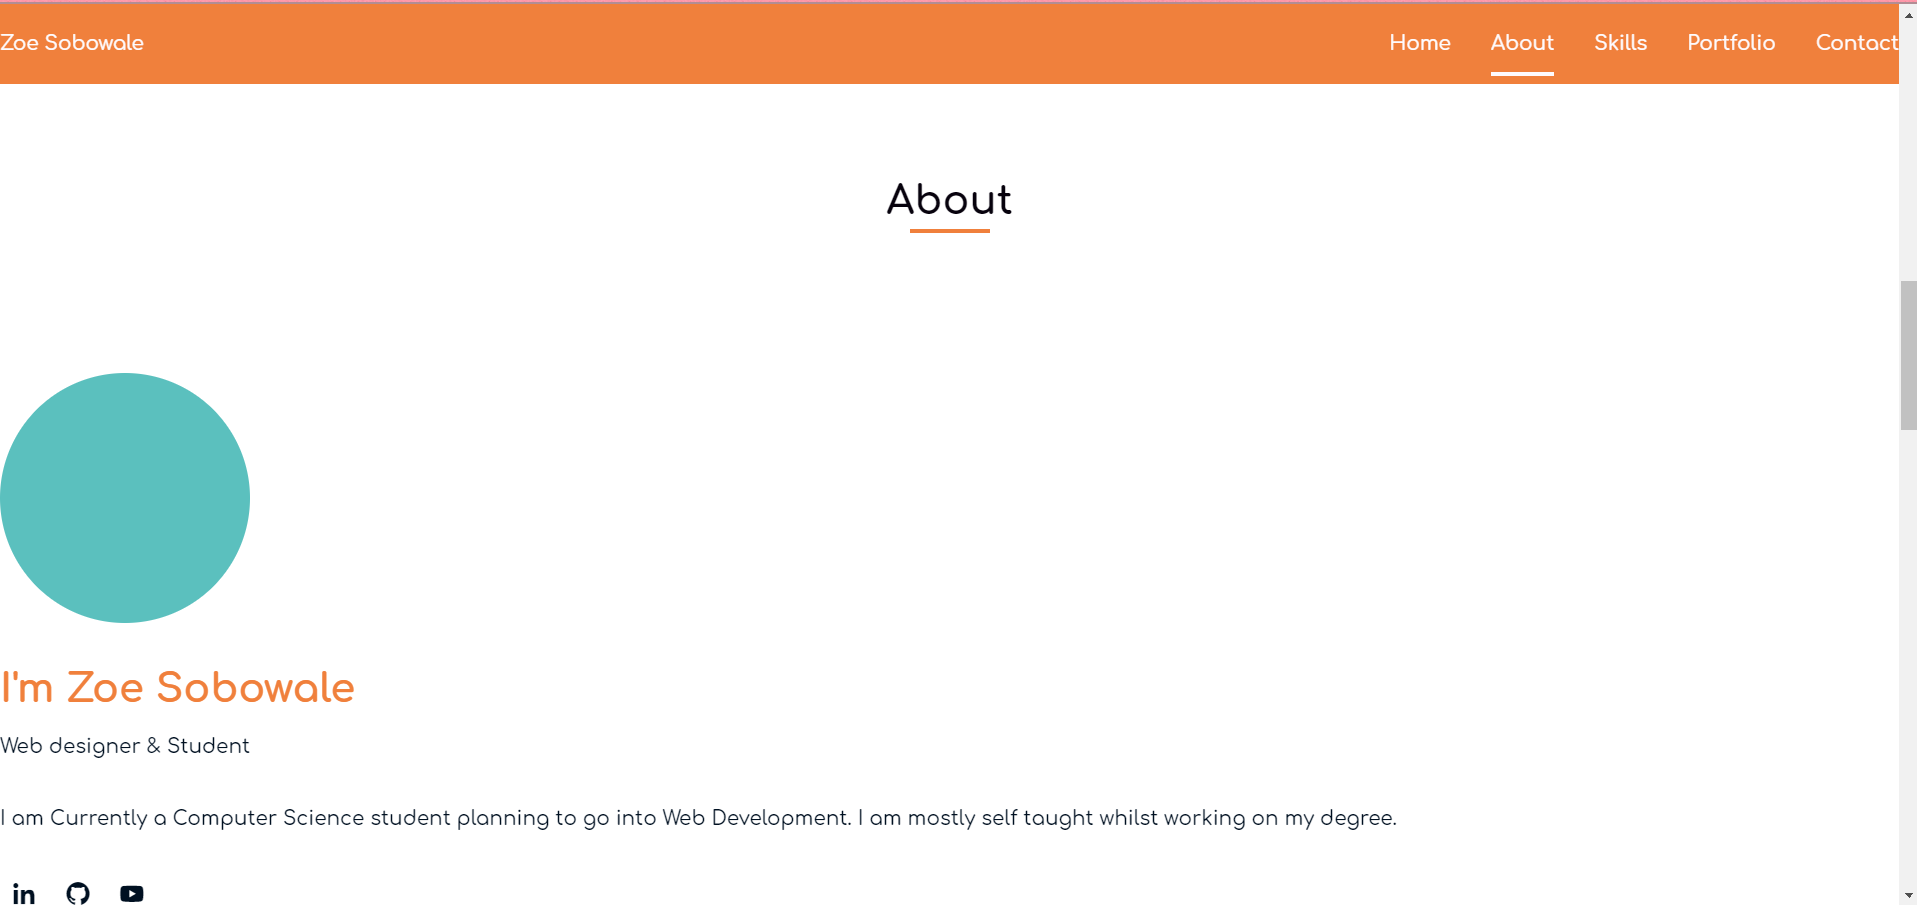 Zoe Sobowale Home About Skills Portfolio Contact
About
I'm Zoe Sobowale
Web designer & Student
I am Currently a Computer Science student planning to go into Web Development. I am mostly self taught whilst working on my degree.
in